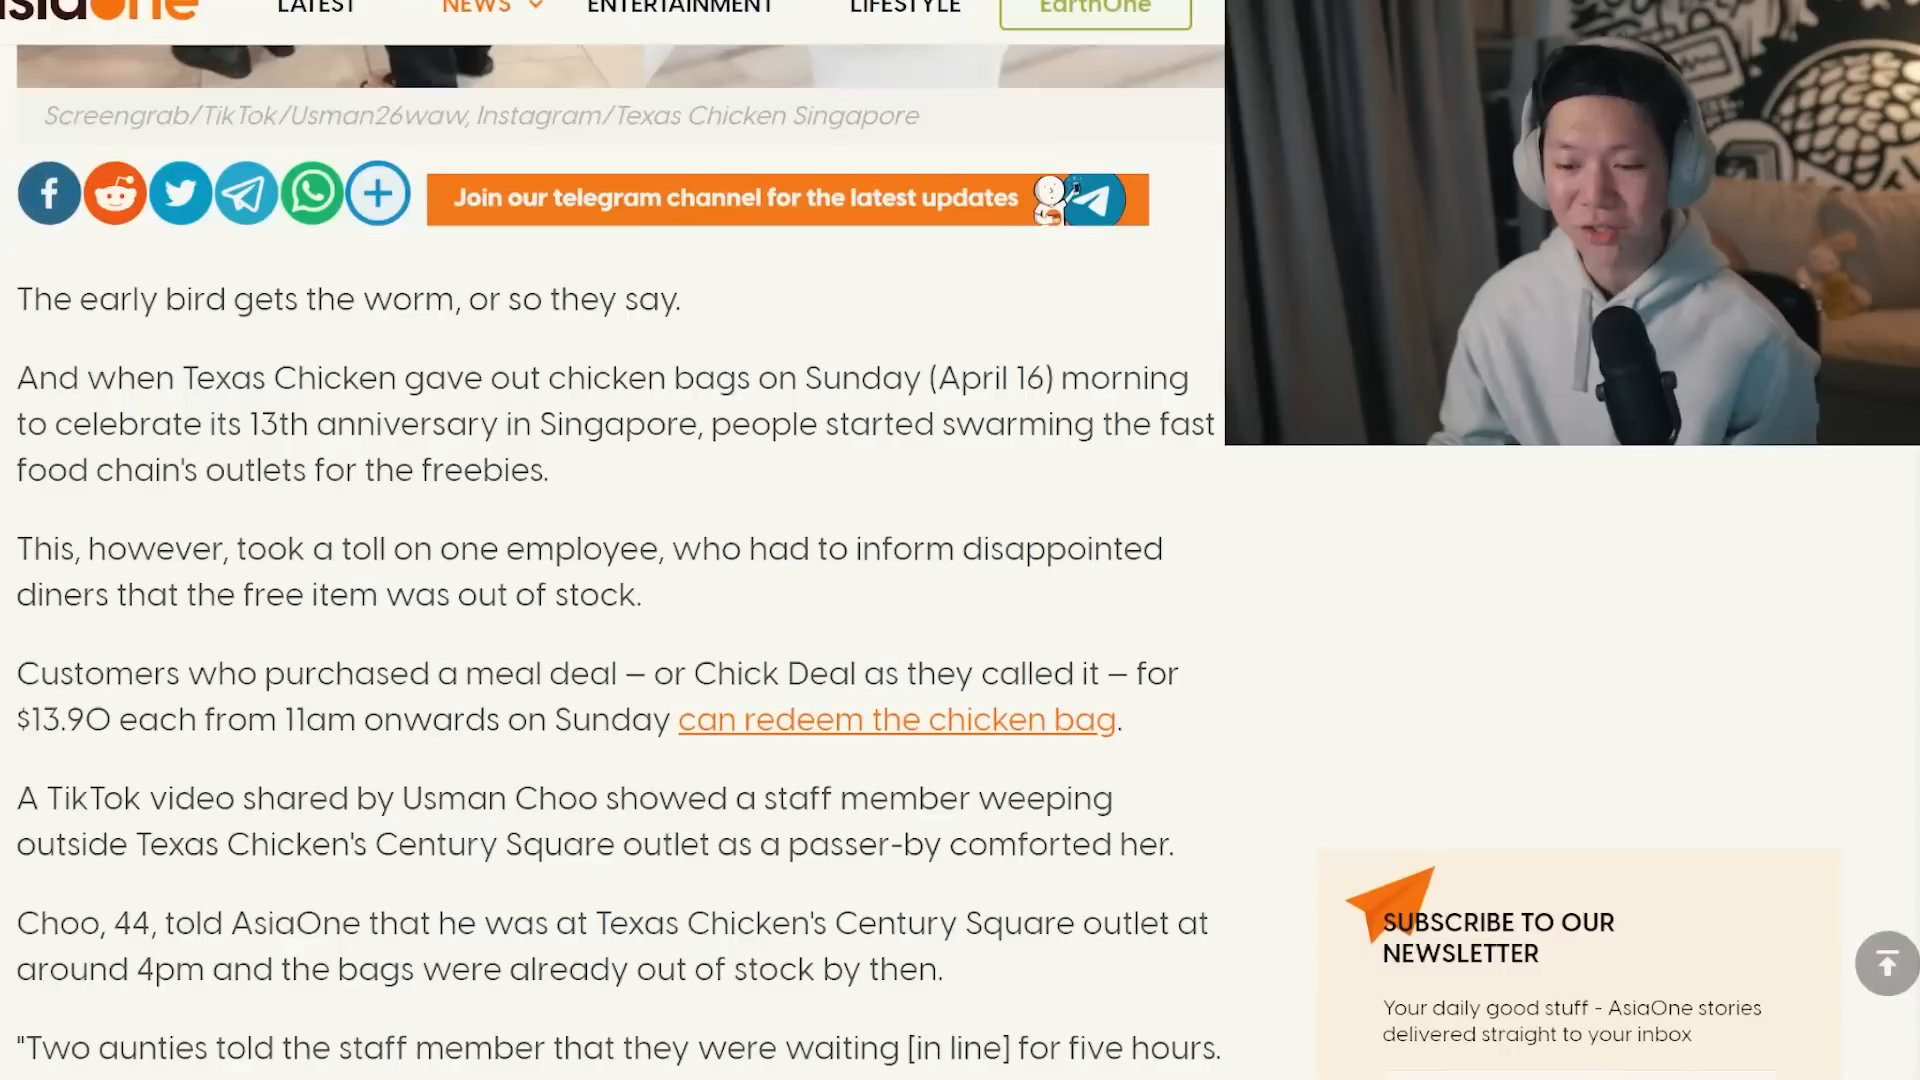 asiaOne
LATEST
NEWS
ENTERTAINMENT
LIFESTYLE
EarthOne
Screengrab/TikTok/Usman26waw, Instagram/Texas Chicken Singapore
Join our telegram channel for the latest updates
The early bird gets the worm, or so they say.
And when Texas Chicken gave out chicken bags on Sunday (April 16) morning
to celebrate its 13th anniversary in Singapore, people started swarming the fast
food chain's outlets for the freebies.
This, however, took a toll on one employee, who had to inform disappointed
diners that the free item was out of stock.
Customers who purchased a meal deal – or Chick Deal as they called it – for
$13.90 each from 11am onwards on Sunday can redeem the chicken bag.
A TikTok video shared by Usman Choo showed a staff member weeping
outside Texas Chicken's Century Square outlet as a passer-by comforted her.
Choo, 44, told AsiaOne that he was at Texas Chicken's Century Square outlet at
around 4pm and the bags were already out of stock by then.
"Two aunties told the staff member that they were waiting [in line] for five hours.
SUBSCRIBE TO OUR
NEWSLETTER
Your daily good stuff - AsiaOne stories
delivered straight to your inbox